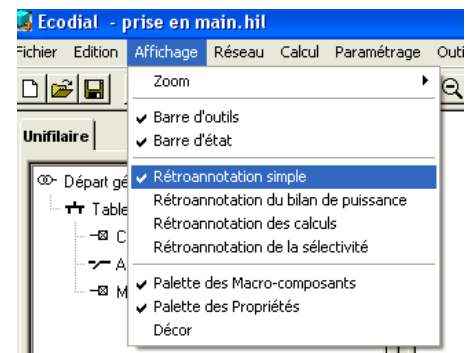 Ecodial - prise en main.hil
Fichier Edition Affichage Réseau Calcul Paramétrage Outi
Zoom
Barre d'outils
Unifilaire
Barre d'état
Départ gé
Rétroannotation simple
Table
Rétroannotation du bilan de puissance
C
Rétroannotation des calculs
A
Rétroannotation de la sélectivité
M
Palette des Macro-composants
Palette des Propriétés
Décor